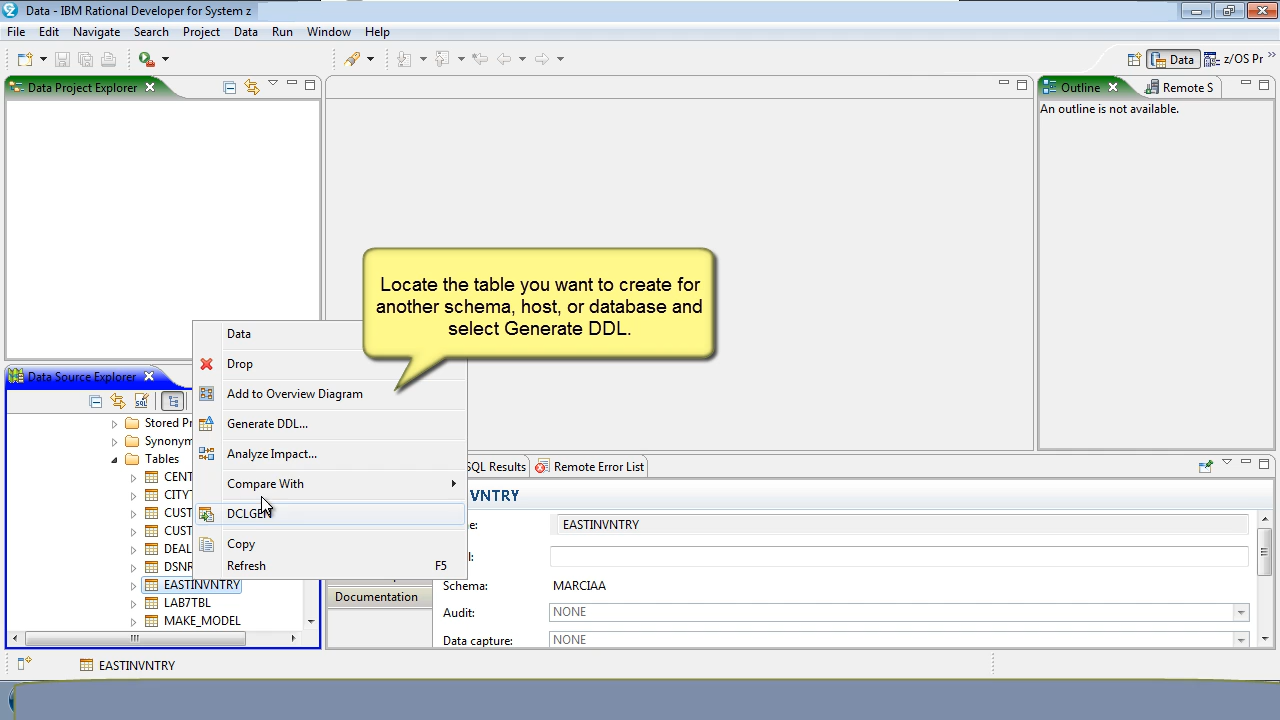 Data - IBM Rational Developer for System z
File Edit Navigate Search Project Data Run Window Help
Data z/OS Pr
Data Project Explorer
Outline Remote S
An outline is not available.
Locate the table you want to create for
another schema, host, or database and
select Generate DDL.
Data
Drop
Add to Overview Diagram
Generate DDL...
Analyze Impact...
Compare With
DCLGEN
Copy
Refresh F5
Data Source Explorer
Stored Pr
Synonym
Tables
CENT
CITY
CUST
CUST
DEAL
DSNR
EASTINVNTRY
LAB7TBL
MAKE_MODEL
SQL Results Remote Error List
VNTRY
e: EASTINVNTRY
l:
Schema: MARCIAA
Audit: NONE
Data capture: NONE
Documentation
EASTINVNTRY